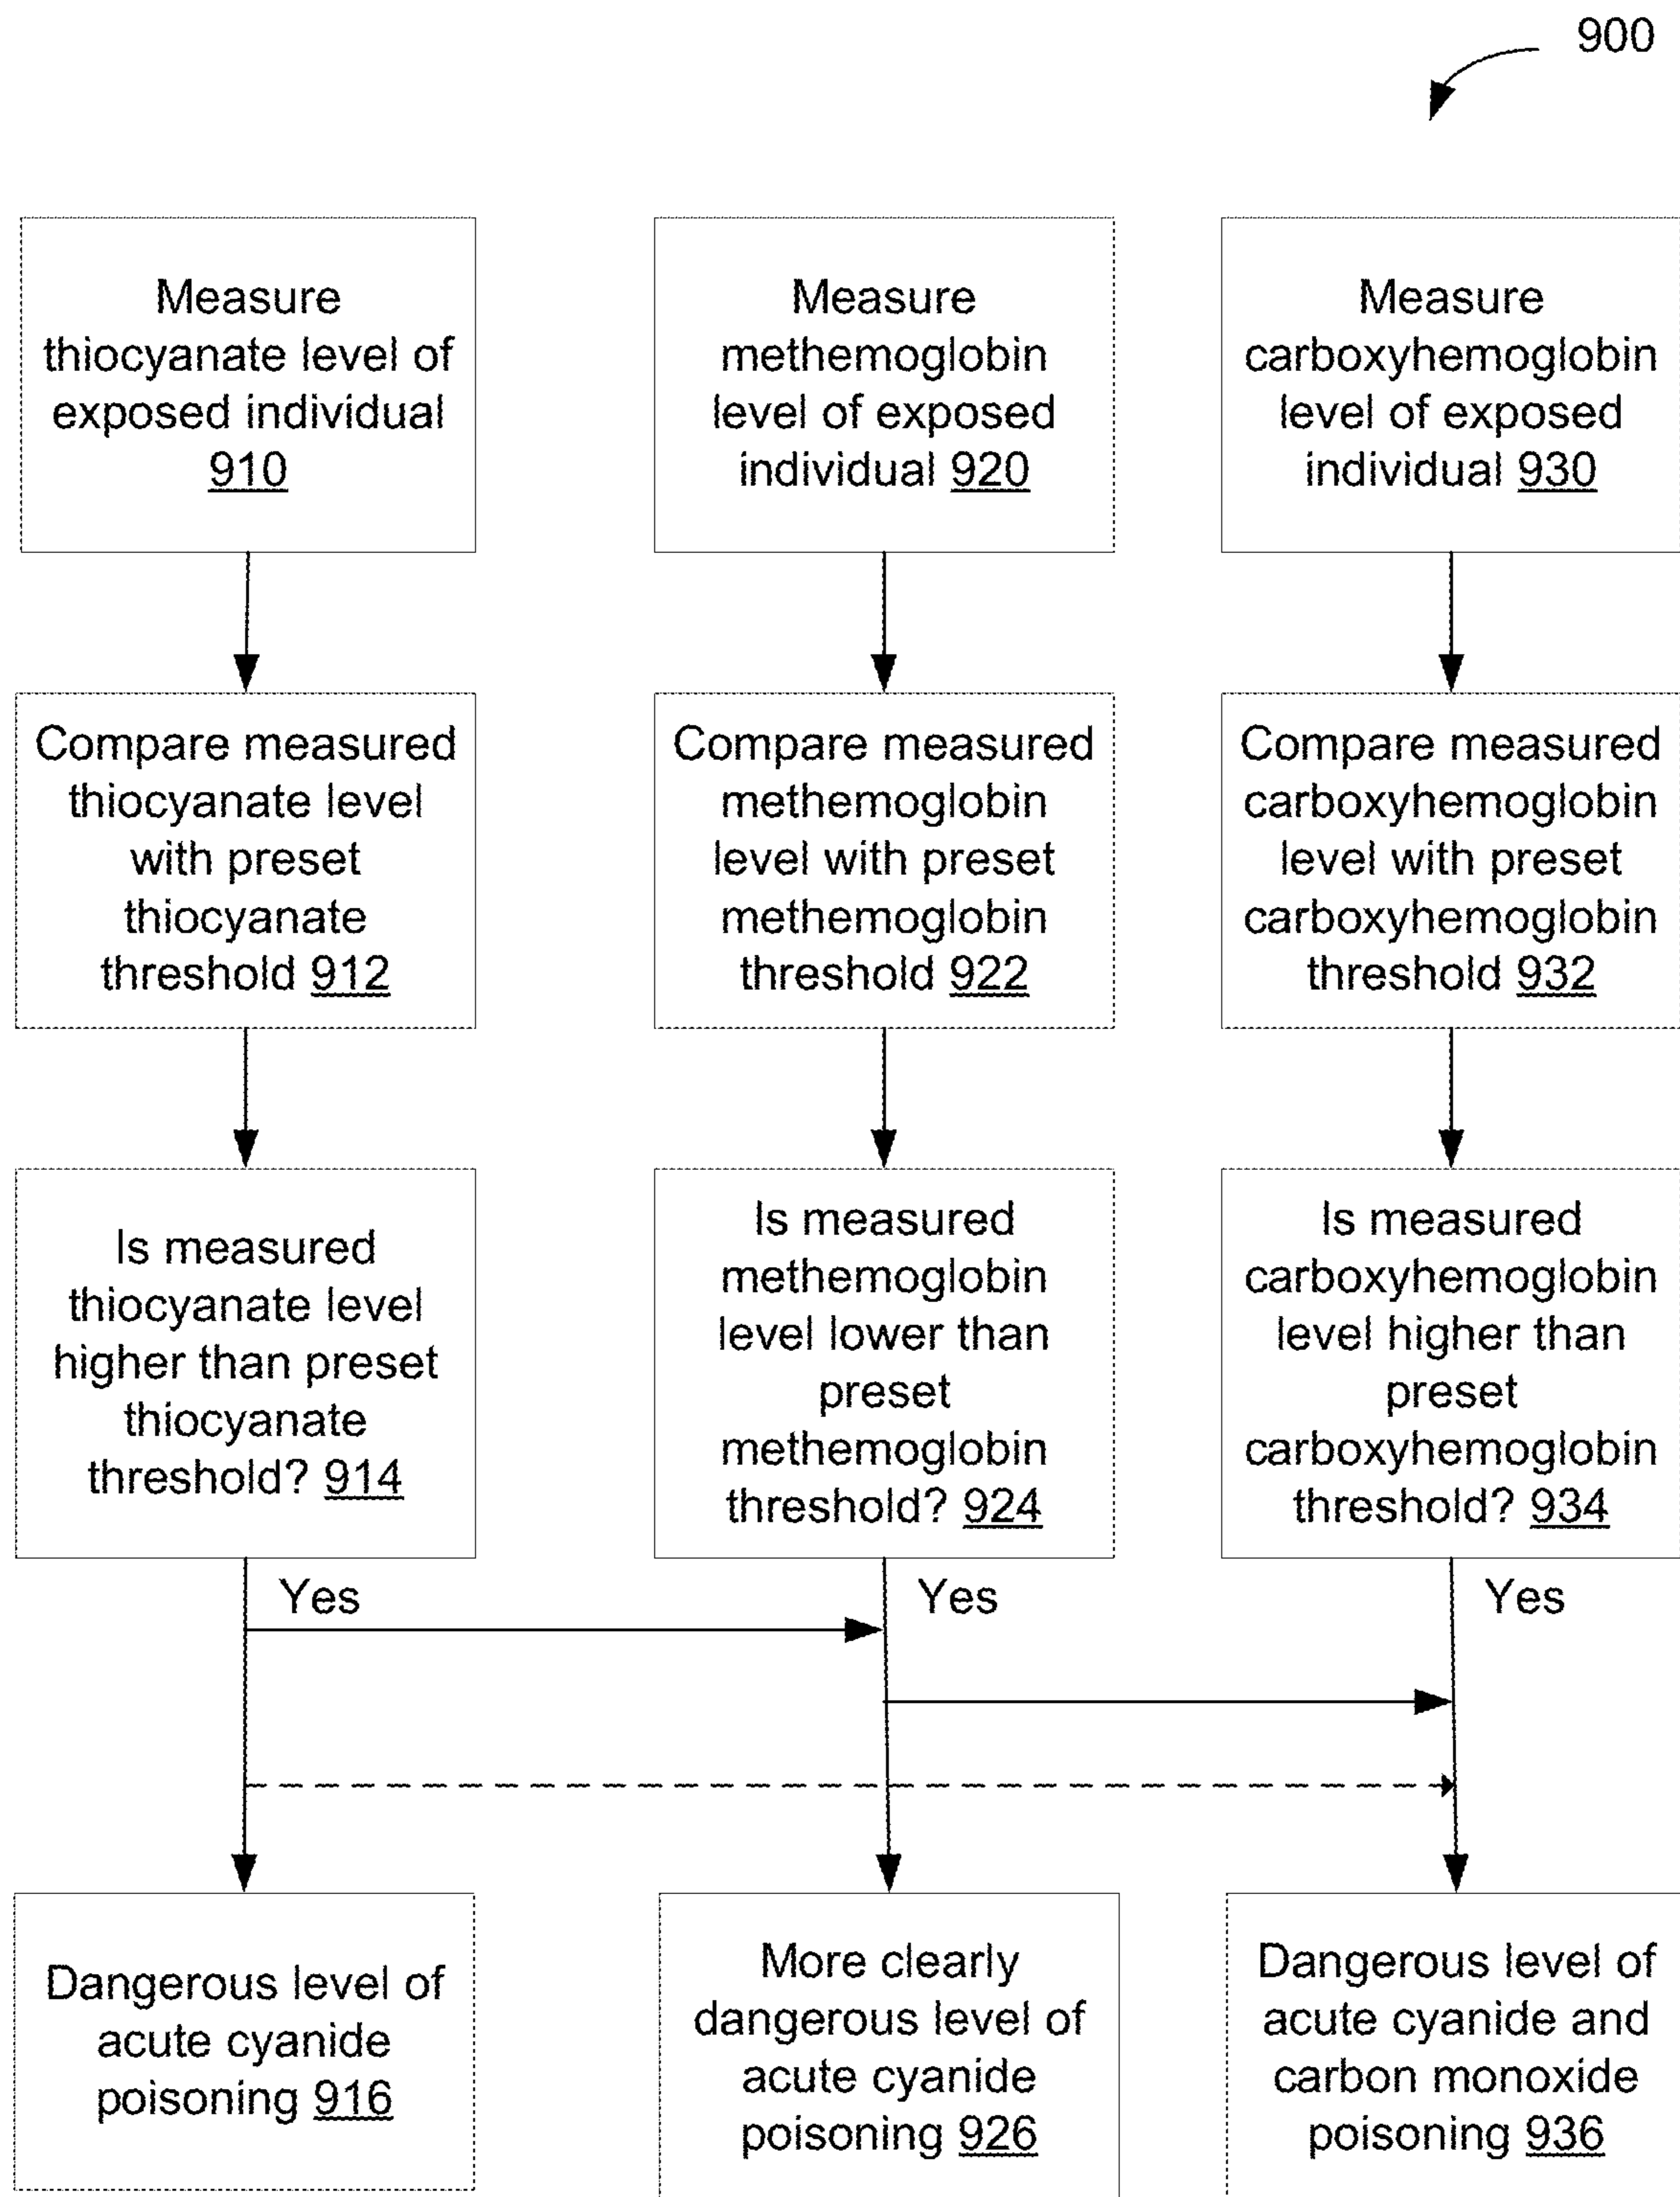 900
Measure
thiocyanate level of
exposed individual
910
Measure
methemoglobin
level of exposed
individual 920
Measure
carboxyhemoglobin
level of exposed
individual 930
Compare measured
thiocyanate level
with preset
thiocyanate
threshold 912
Compare measured
methemoglobin
level with preset
methemoglobin
threshold 922
Compare measured
carboxyhemoglobin
level with preset
carboxyhemoglobin
threshold 932
Is measured
thiocyanate level
higher than preset
thiocyanate
threshold? 914
Is measured
methemoglobin
level lower than
preset
methemoglobin
threshold? 924
Is measured
carboxyhemoglobin
level higher than
preset
carboxyhemoglobin
threshold? 934
Yes
Yes
Yes
Dangerous level of
acute cyanide
poisoning 916
More clearly
dangerous level of
acute cyanide
poisoning 926
Dangerous level of
acute cyanide and
carbon monoxide
poisoning 936